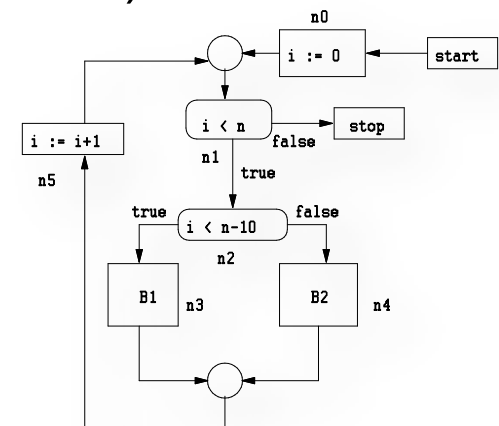 n0
i := 0
start
i < n
false
stop
n1
true
i := i+1
n5
true
i < n-10
false
n2
B1
n3
B2
n4